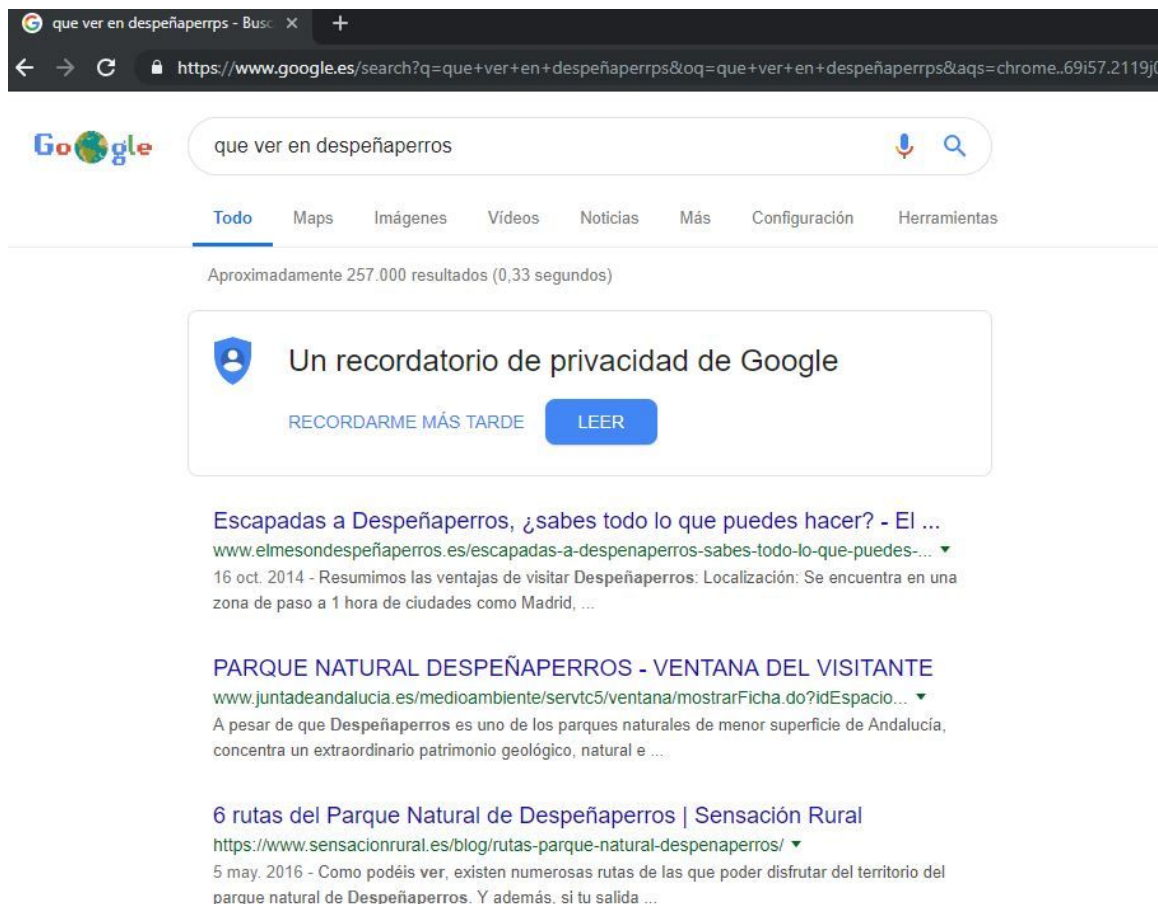 que ver en despeñaperrps - Busc
https://www.google.es/search?q=que+ver+en+despeñaperrps&oq=que+ver+en+despeñaperrps&aqs=chrome..69i57.2119j0
Google
que ver en despeñaperros
Todo Maps Imágenes Vídeos Noticias Más Configuración Herramientas
Aproximadamente 257.000 resultados (0,33 segundos)
Un recordatorio de privacidad de Google
RECORDARME MÁS TARDE LEER
Escapadas a Despeñaperros, ¿sabes todo lo que puedes hacer? - El ...
www.elmesondespeñaperros.es/escapadas-a-despenaperros-sabes-todo-lo-que-puedes-...
16 oct. 2014 - Resumimos las ventajas de visitar Despeñaperros: Localización: Se encuentra en una
zona de paso a 1 hora de ciudades como Madrid, ...
PARQUE NATURAL DESPEÑAPERROS - VENTANA DEL VISITANTE
www.juntadeandalucia.es/medioambiente/servtc5/ventana/mostrarFicha.do?idEspacio...
A pesar de que Despeñaperros es uno de los parques naturales de menor superficie de Andalucía,
concentra un extraordinario patrimonio geológico, natural e ...
6 rutas del Parque Natural de Despeñaperros | Sensación Rural
https://www.sensacionrural.es/blog/rutas-parque-natural-despenaperros/
5 may. 2016 - Como podéis ver, existen numerosas rutas de las que poder disfrutar del territorio del
parque natural de Despeñaperros. Y además, si tu salida ...